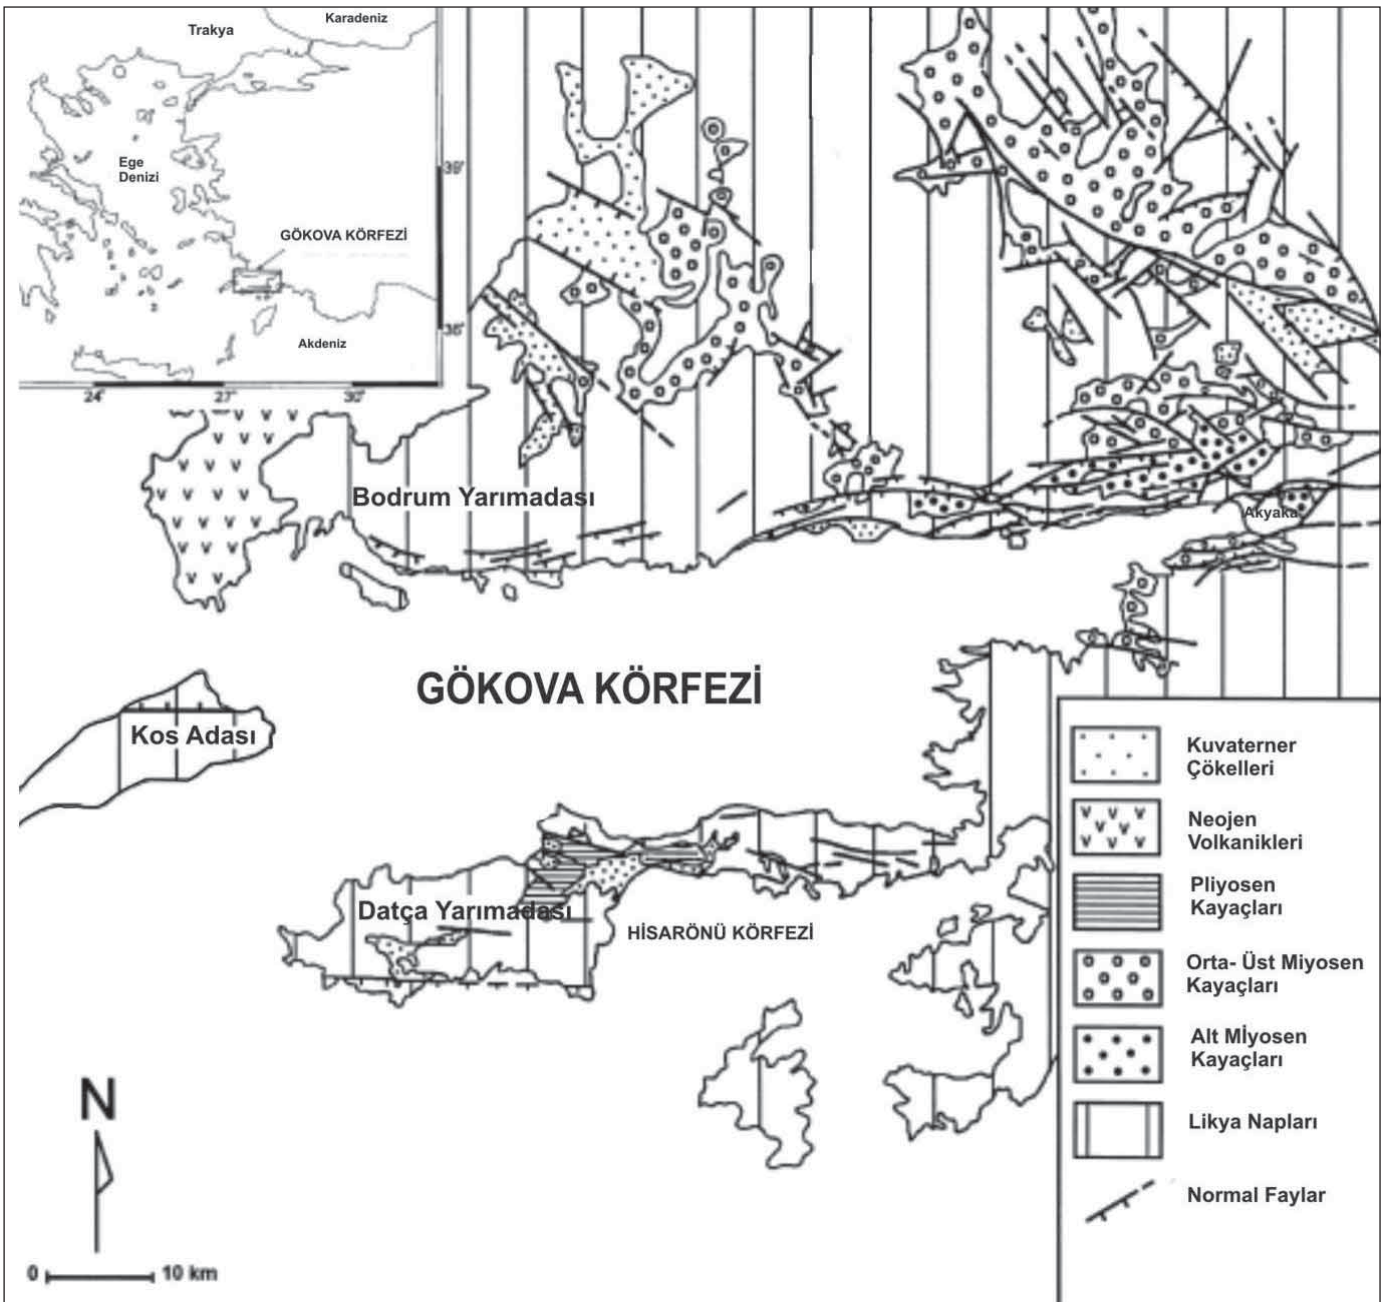 Trakya
Karadeniz
Ege
Denizi
39°
GÖKOVA KÖRFEZİ
Akdeniz
24°
27°
30°
Bodrum Yarımadası
Akyaka
GÖKOVA KÖRFEZİ
Kos Adası
Datça Yarımadası
HİSARÖNÜ KÖRFEZİ
Kuvaterner
Çökelleri
Neojen
Volkanikleri
Pliyosen
Kayaçları
Orta- Üst Miyosen
Kayaçları
Alt Mİyosen
Kayaçları
Likya Napları
Normal Faylar
N
0 10 km